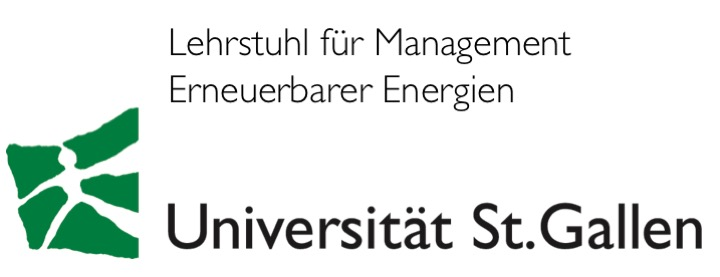 Lehrstuhl für Management
Erneuerbarer Energien
Universität St.Gallen